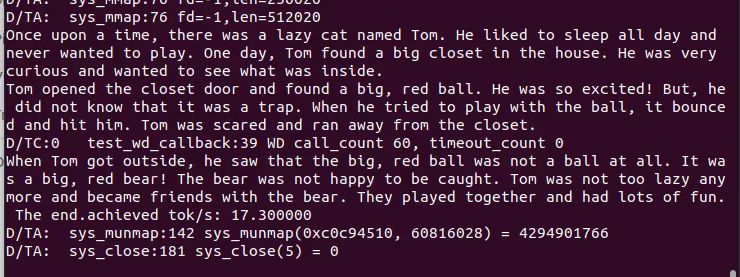 D/TA:  sys_mmap:76 fd=-1,len=256020
D/TA:  sys_mmap:76 fd=-1,len=512020
Once upon a time, there was a lazy cat named Tom. He liked to sleep all day and
never wanted to play. One day, Tom found a big closet in the house. He was very
curious and wanted to see what was inside.
Tom opened the closet door and found a big, red ball. He was so excited! But, he
 did not know that it was a trap. When he tried to play with the ball, it bounce
d and hit him. Tom was scared and ran away from the closet.
D/TC:0   test_wd_callback:39 WD call_count 60, timeout_count 0
When Tom got outside, he saw that the big, red ball was not a ball at all. It wa
s a big, red bear! The bear was not happy to be caught. Tom was not too lazy any
more and became friends with the bear. They played together and had lots of fun.
 The end.achieved tok/s: 17.300000
D/TA:  sys_munmap:142 sys_munmap(0xc0c94510, 60816028) = 4294901766
D/TA:  sys_close:181 sys_close(5) = 0